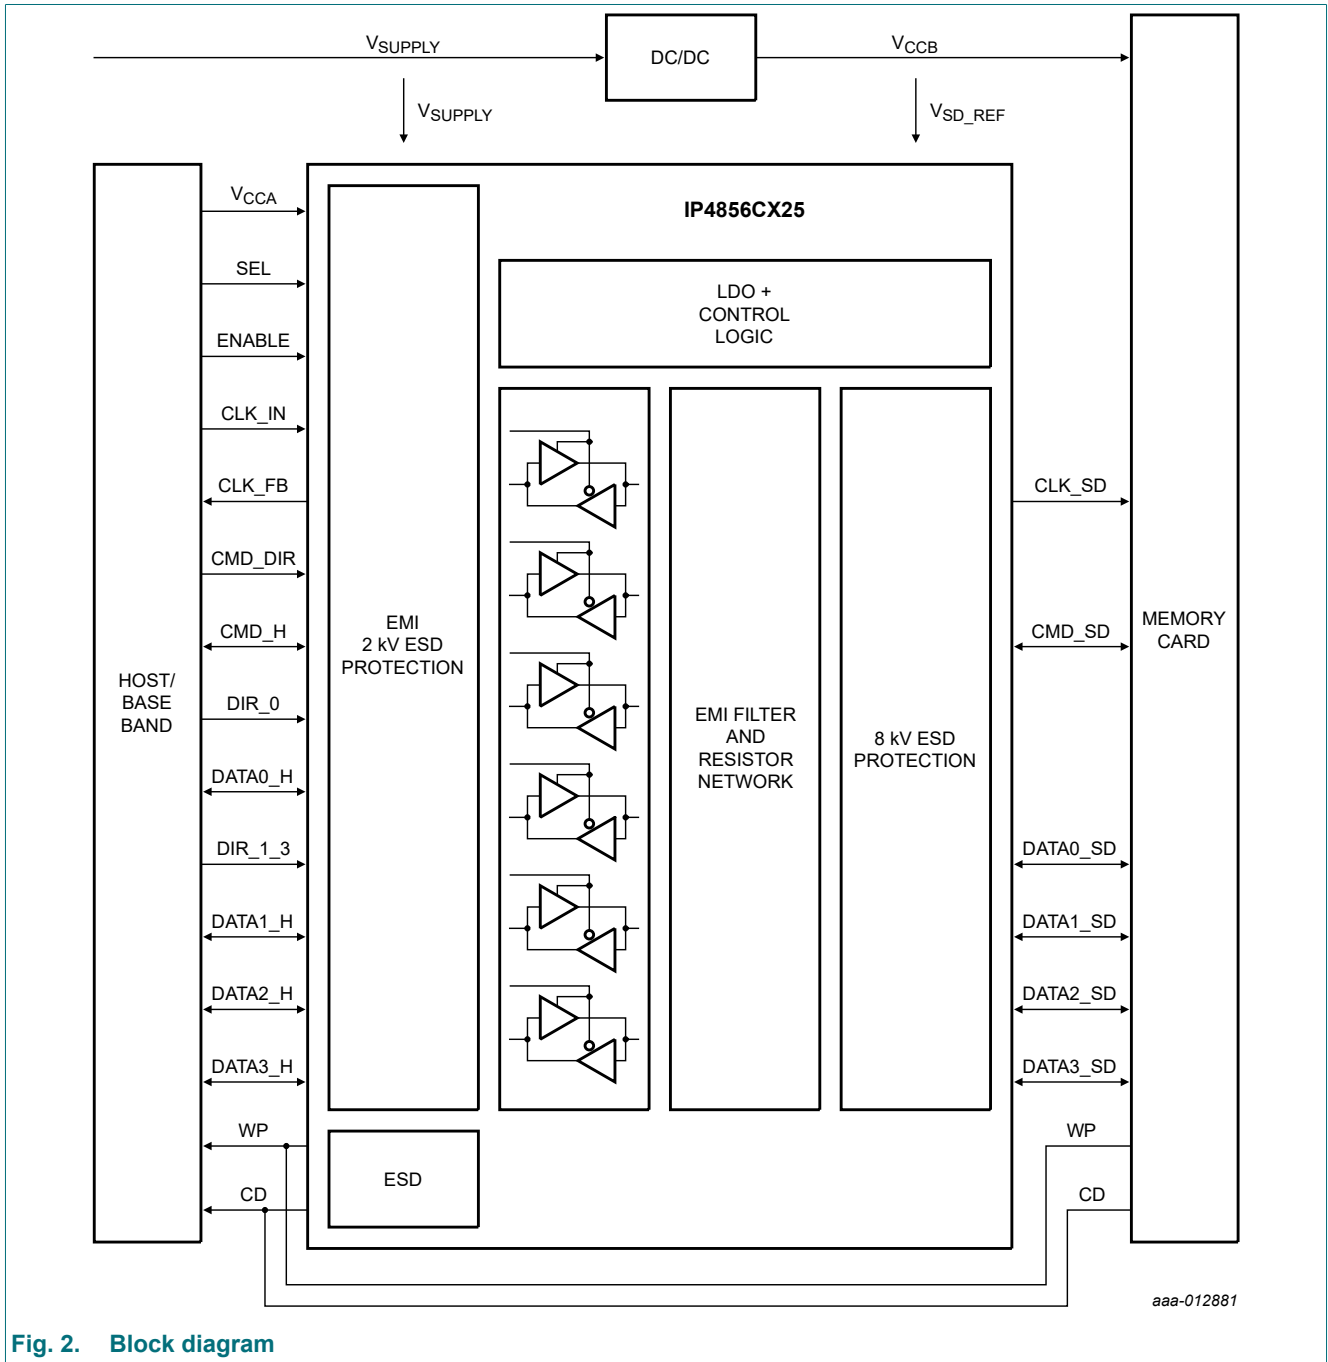 VSUPPLY
DC/DC
VCCB
VSUPPLY
VSD_REF
HOST/
BASE
BAND
VCCA
SEL
ENABLE
CLK_IN
CLK_FB
CMD_DIR
CMD_H
DIR_0
DATA0_H
DIR_1_3
DATA1_H
DATA2_H
DATA3_H
WP
CD
EMI
2 kV ESD
PROTECTION
ESD
IP4856CX25
LDO +
CONTROL
LOGIC
EMI FILTER
AND
RESISTOR
NETWORK
8 kV ESD
PROTECTION
CLK_SD
CMD_SD
DATA0_SD
DATA1_SD
DATA2_SD
DATA3_SD
WP
CD
MEMORY
CARD
aaa-012881
Fig. 2. Block diagram